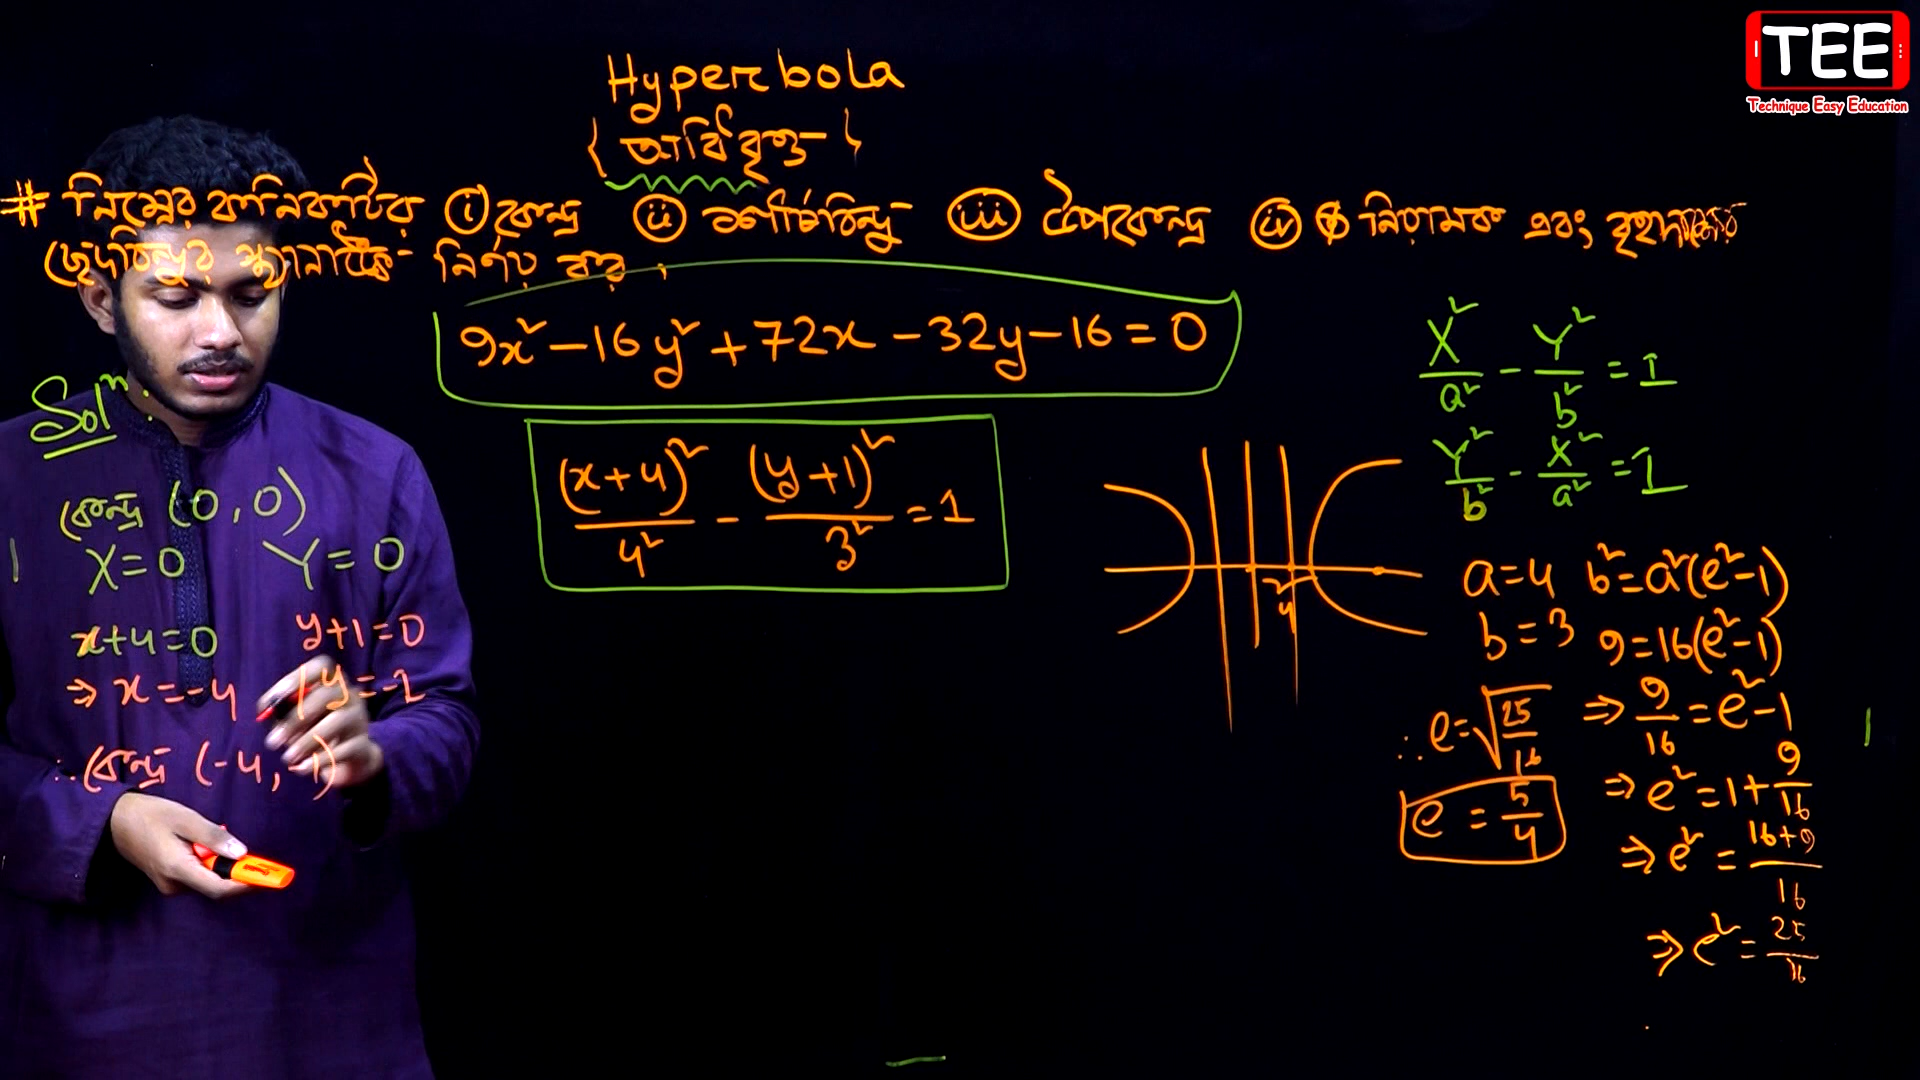 TEE
Technique Easy Education
Hyperbola
{ অধিবৃত্ত }
# নিম্নের কনিকটির (i) কেন্দ্র (ii) শীর্ষবিন্দু (iii) উপকেন্দ্র (iv) নিয়ামক এবং বৃহদাক্ষের
ছেদবিন্দুর স্থানাঙ্ক নির্ণয় কর।
9x² - 16y² + 72x - 32y - 16 = 0
Solⁿ:
(x+4)²/4² - (y+1)²/3² = 1
X²/a² - Y²/b² = 1
Y²/b² - X²/a² = 1
কেন্দ্র (0, 0)
X = 0 Y = 0
x+4=0 y+1=0
⇒ x = -4 y = -1
∴ কেন্দ্র (-4, -1)
4
a=4 b² = a²(e²-1)
b = 3 9 = 16(e²-1)
⇒ 9/16 = e² - 1
∴ e = √25/16
⇒ e² = 1 + 9/16
e = 5/4
⇒ e² = 16+9/16
⇒ e² = 25/16